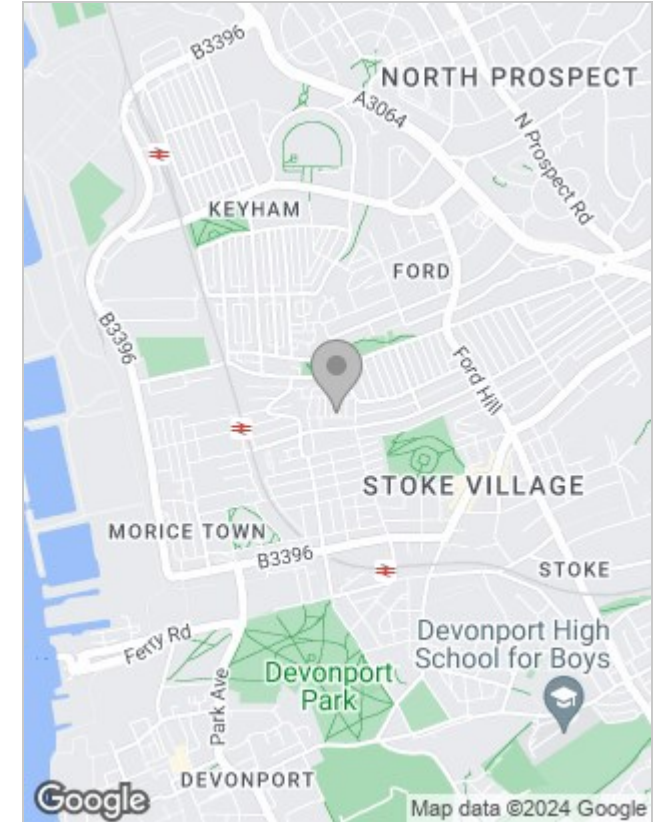 B3396
NORTH PROSPECT
A3064
N Prospect Rd
KEYHAM
FORD
B3396
Ford Hill
STOKE VILLAGE
MORICE TOWN
B3396
STOKE
Ferry Rd
Devonport High
School for Boys
Devonport
Park
Park Ave
DEVONPORT
Google
Map data ©2024 Google